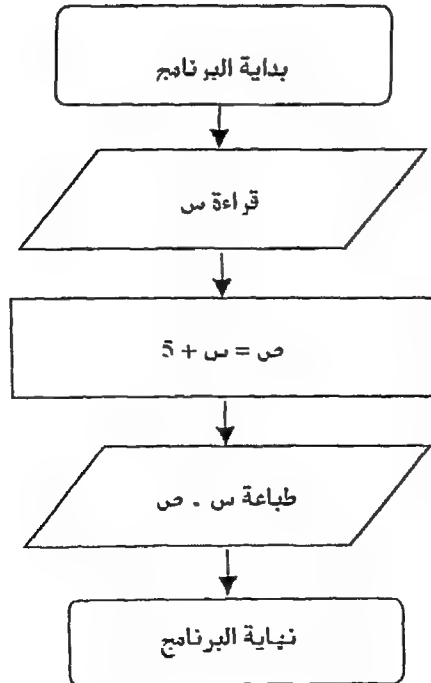 بداية البرنامج
قراءة س
ص = س + 5
طباعة س ، ص
نهاية البرنامج